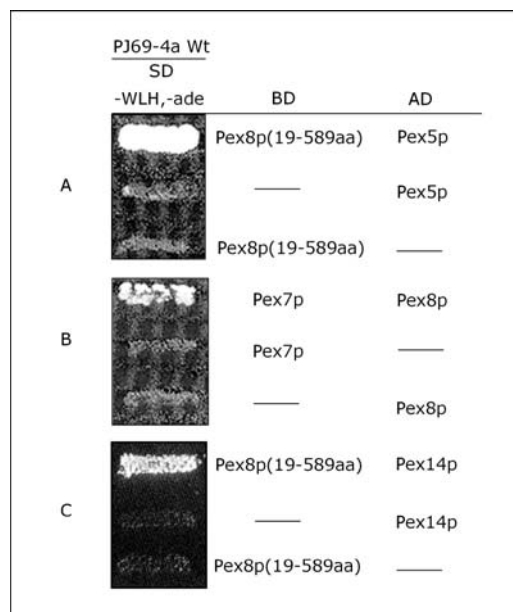 PJ69-4a Wt
SD
-WLH,-ade BD AD
A
Pex8p(19-589aa) Pex5p
—— Pex5p
Pex8p(19-589aa) ——
B
Pex7p Pex8p
Pex7p ——
—— Pex8p
C
Pex8p(19-589aa) Pex14p
—— Pex14p
Pex8p(19-589aa) ——